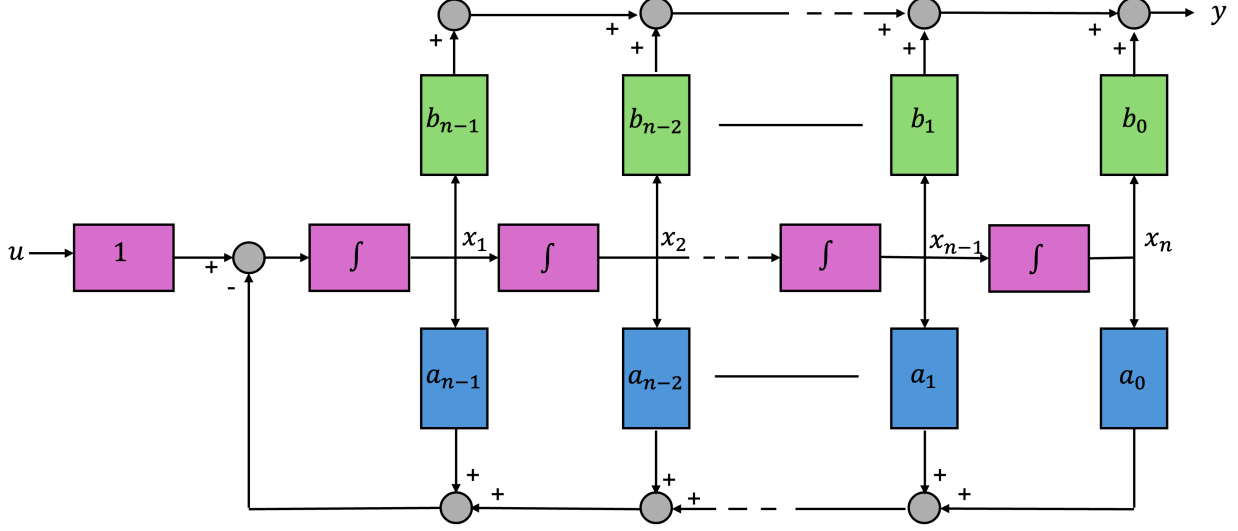 y
+ + + + + + +
b_{n-1} b_{n-2} b_1 b_0
u 1 ∫ x_1 ∫ x_2 ∫ x_{n-1} ∫ x_n
+
-
a_{n-1} a_{n-2} a_1 a_0
+ + +
+ + +